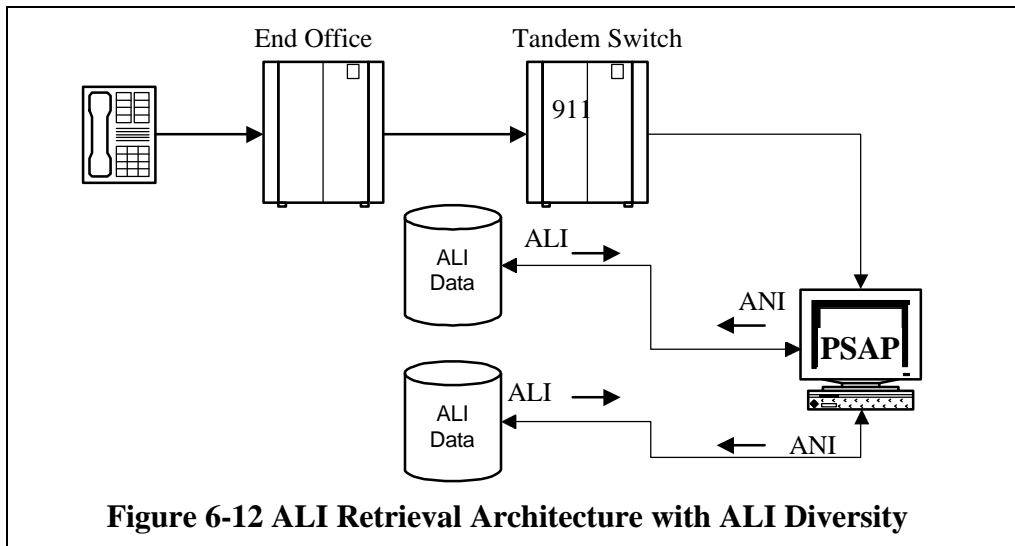 End Office
Tandem Switch
911
ALI
Data
ALI
ANI
PSAP
ALI
Data
ALI
ANI
Figure 6-12 ALI Retrieval Architecture with ALI Diversity